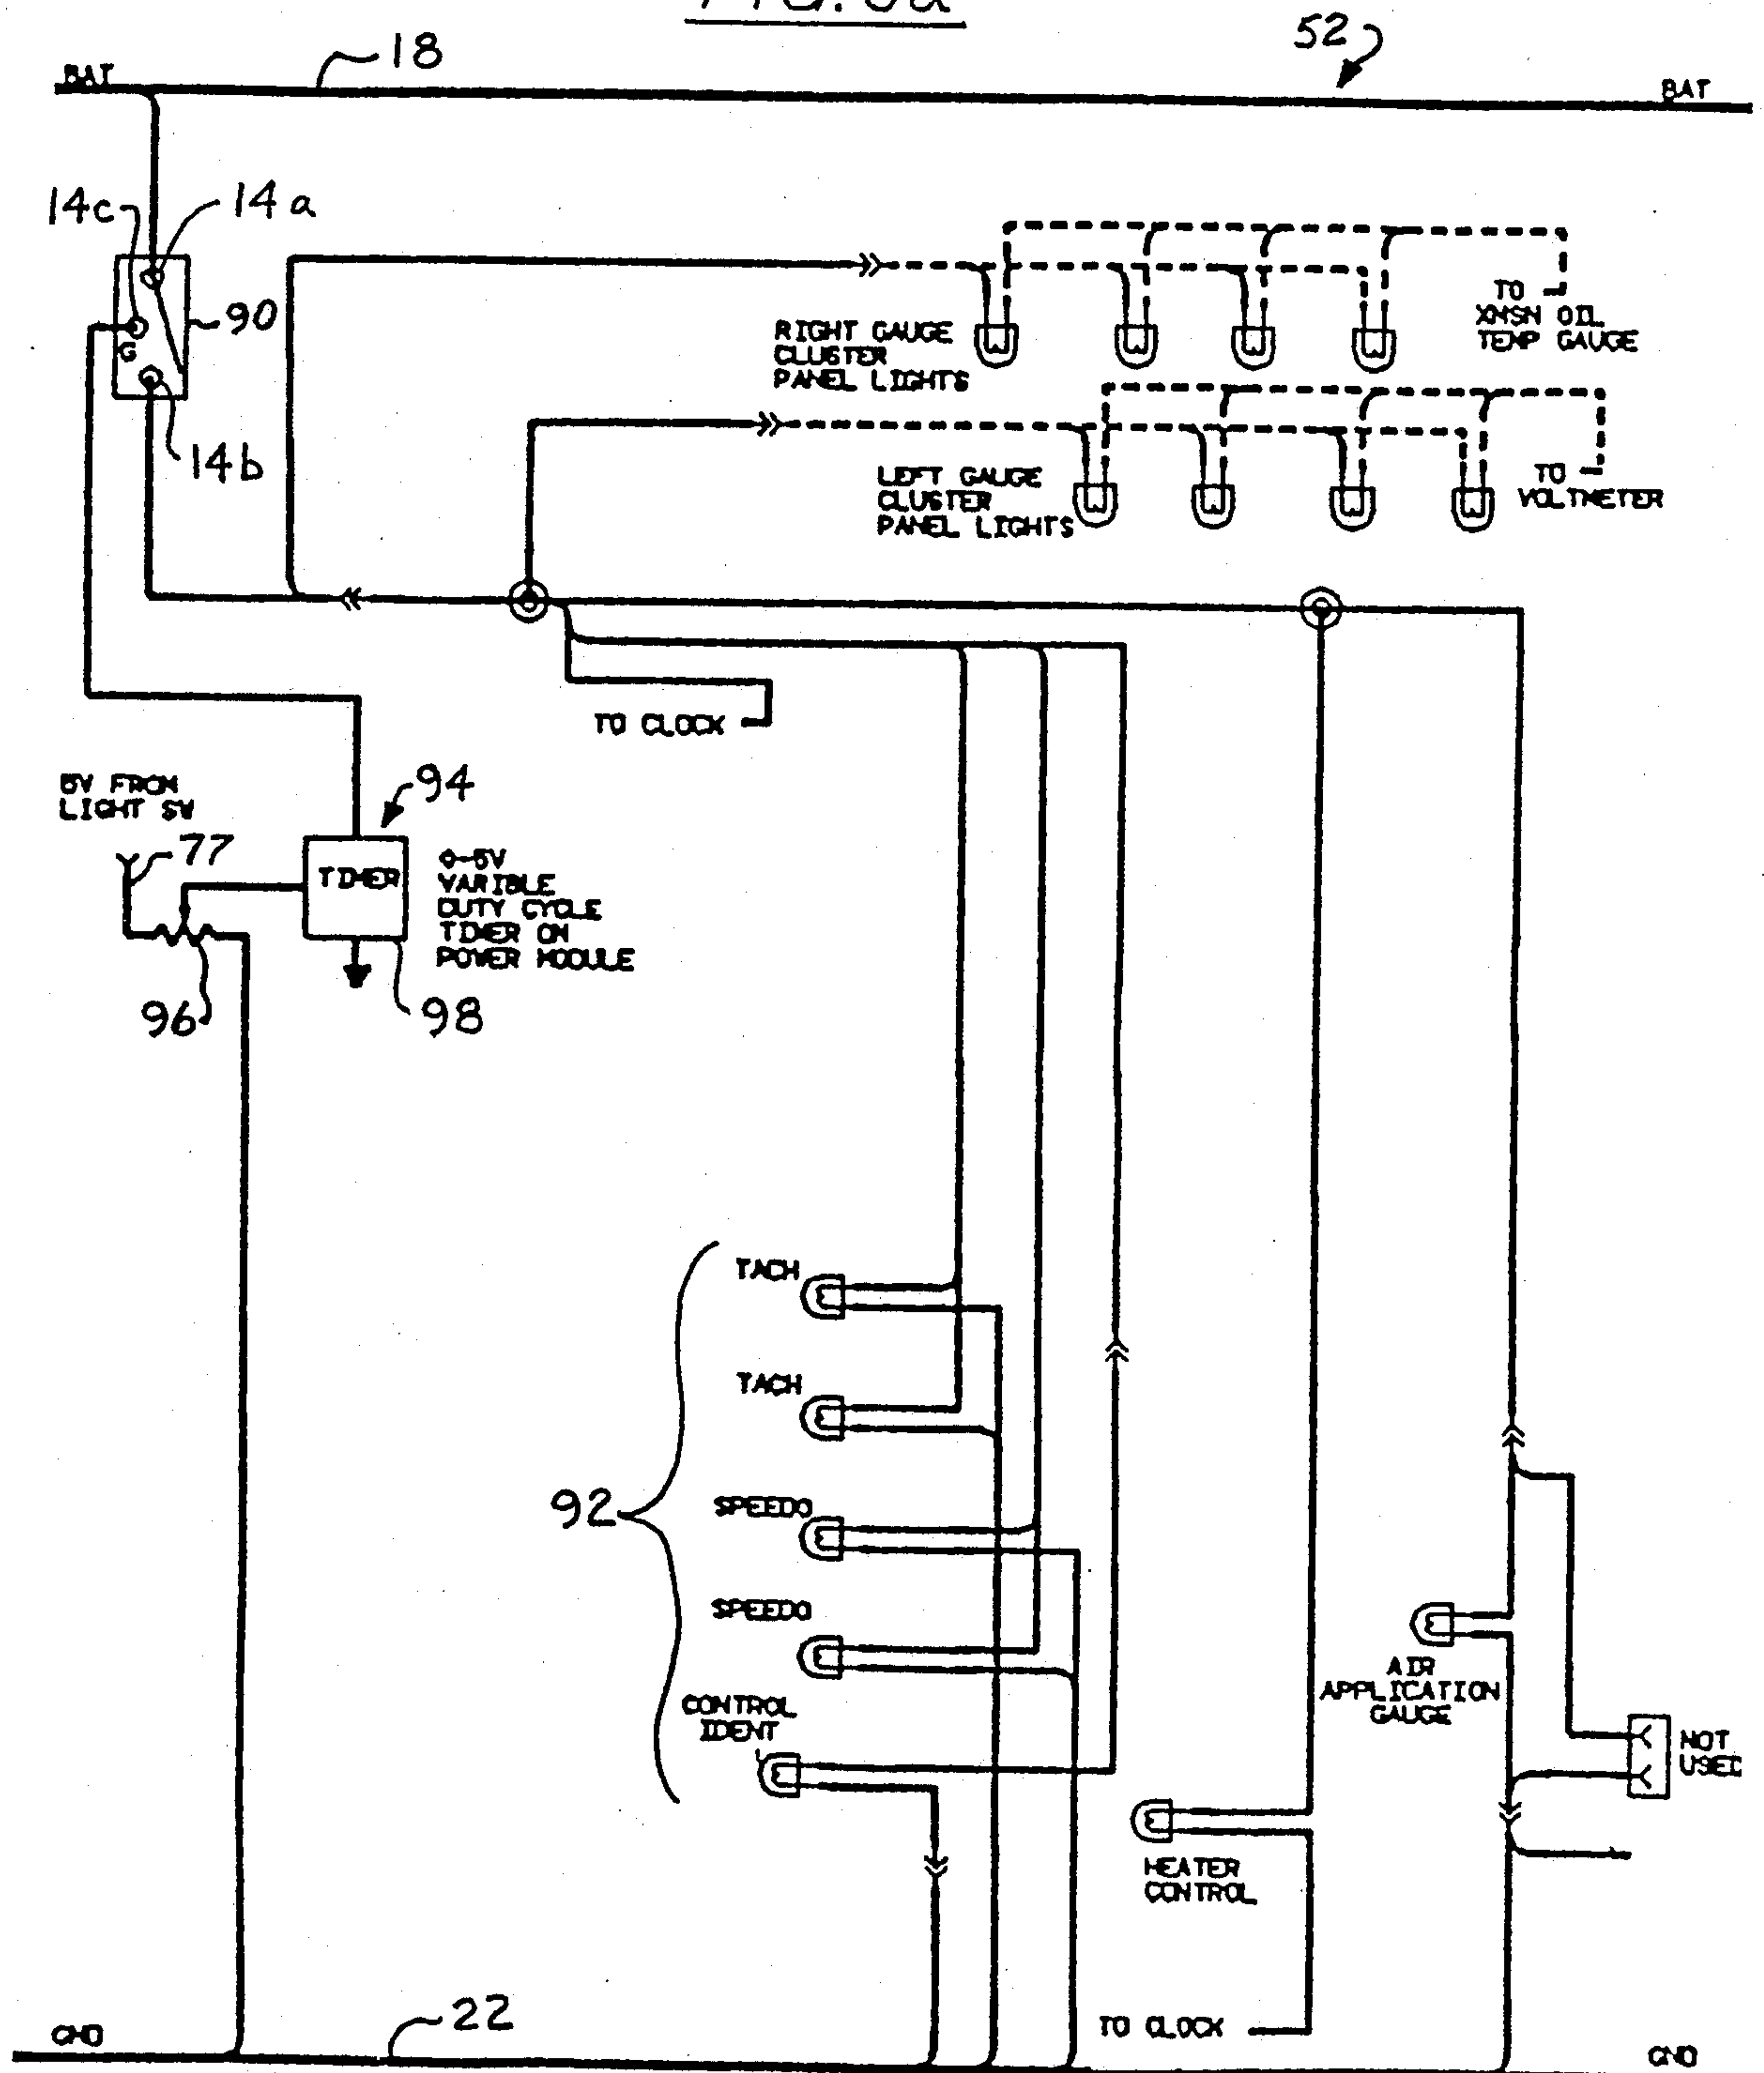 52
18
BAT
BAT
14c
14a
90
G
14b
RIGHT GAUGE
CLUSTER
PANEL LIGHTS
TO
XMSN OIL
TEMP GAUGE
LEFT GAUGE
CLUSTER
PANEL LIGHTS
TO
VOLTMETER
TO CLOCK
5V FROM
LIGHT SW
77
94
TIMER
0-5V
VARIBLE
DUTY CYCLE
TIMER ON
POWER MODULE
96
98
TACH
TACH
92
SPEEDO
SPEEDO
CONTROL
IDENT
AIR
APPLICATION
GAUGE
NOT
USED
HEATER
CONTROL
TO CLOCK
22
GND
GND